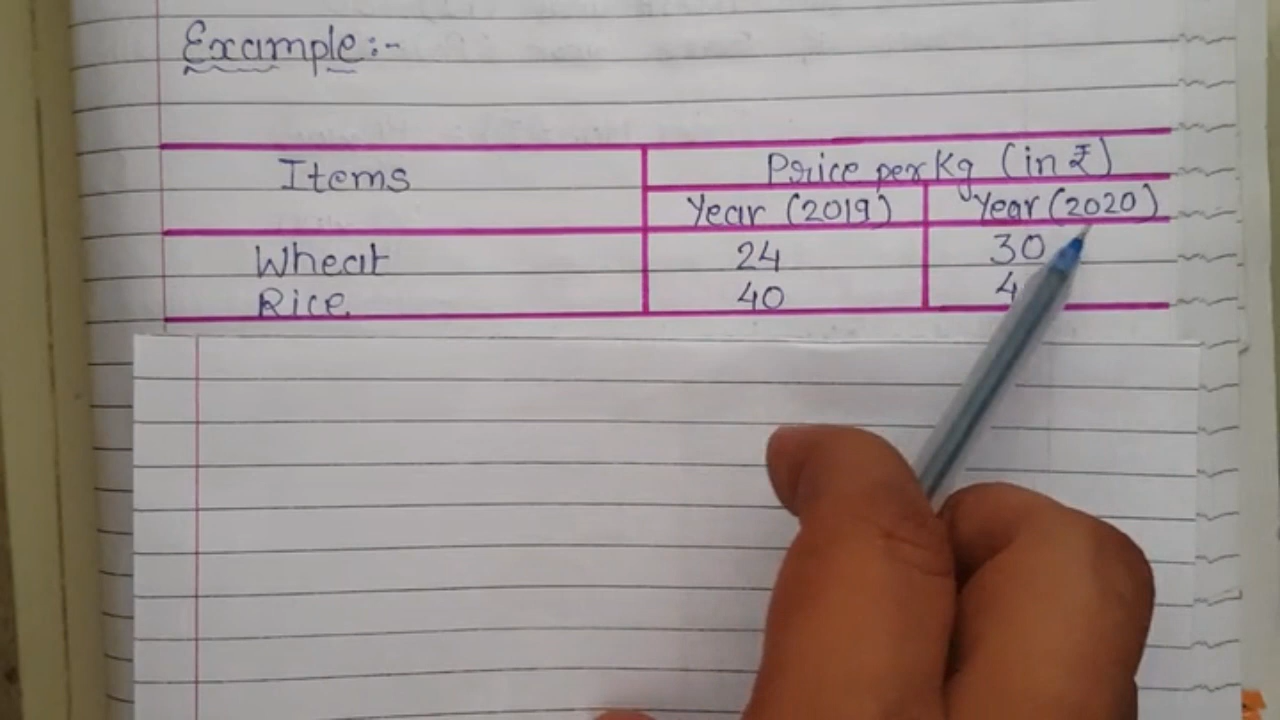 Example:-
Items Price per Kg (in ₹)
Year (2019) Year (2020)
Wheat 24 30
Rice. 40